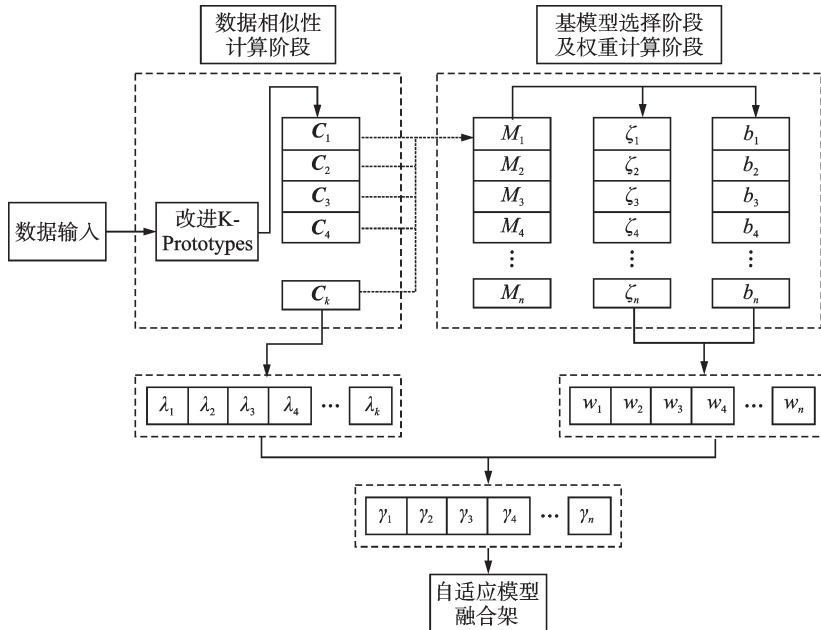 数据相似性
计算阶段
基模型选择阶段
及权重计算阶段
数据输入
改进K-
Prototypes
C₁
C₂
C₃
C₄
Cₖ
M₁
M₂
M₃
M₄
⋮
Mₙ
ζ₁
ζ₂
ζ₃
ζ₄
⋮
ζₙ
b₁
b₂
b₃
b₄
⋮
bₙ
λ₁ λ₂ λ₃ λ₄ ··· λₖ
w₁ w₂ w₃ w₄ ··· wₙ
γ₁ γ₂ γ₃ γ₄ ··· γₙ
自适应模型
融合架